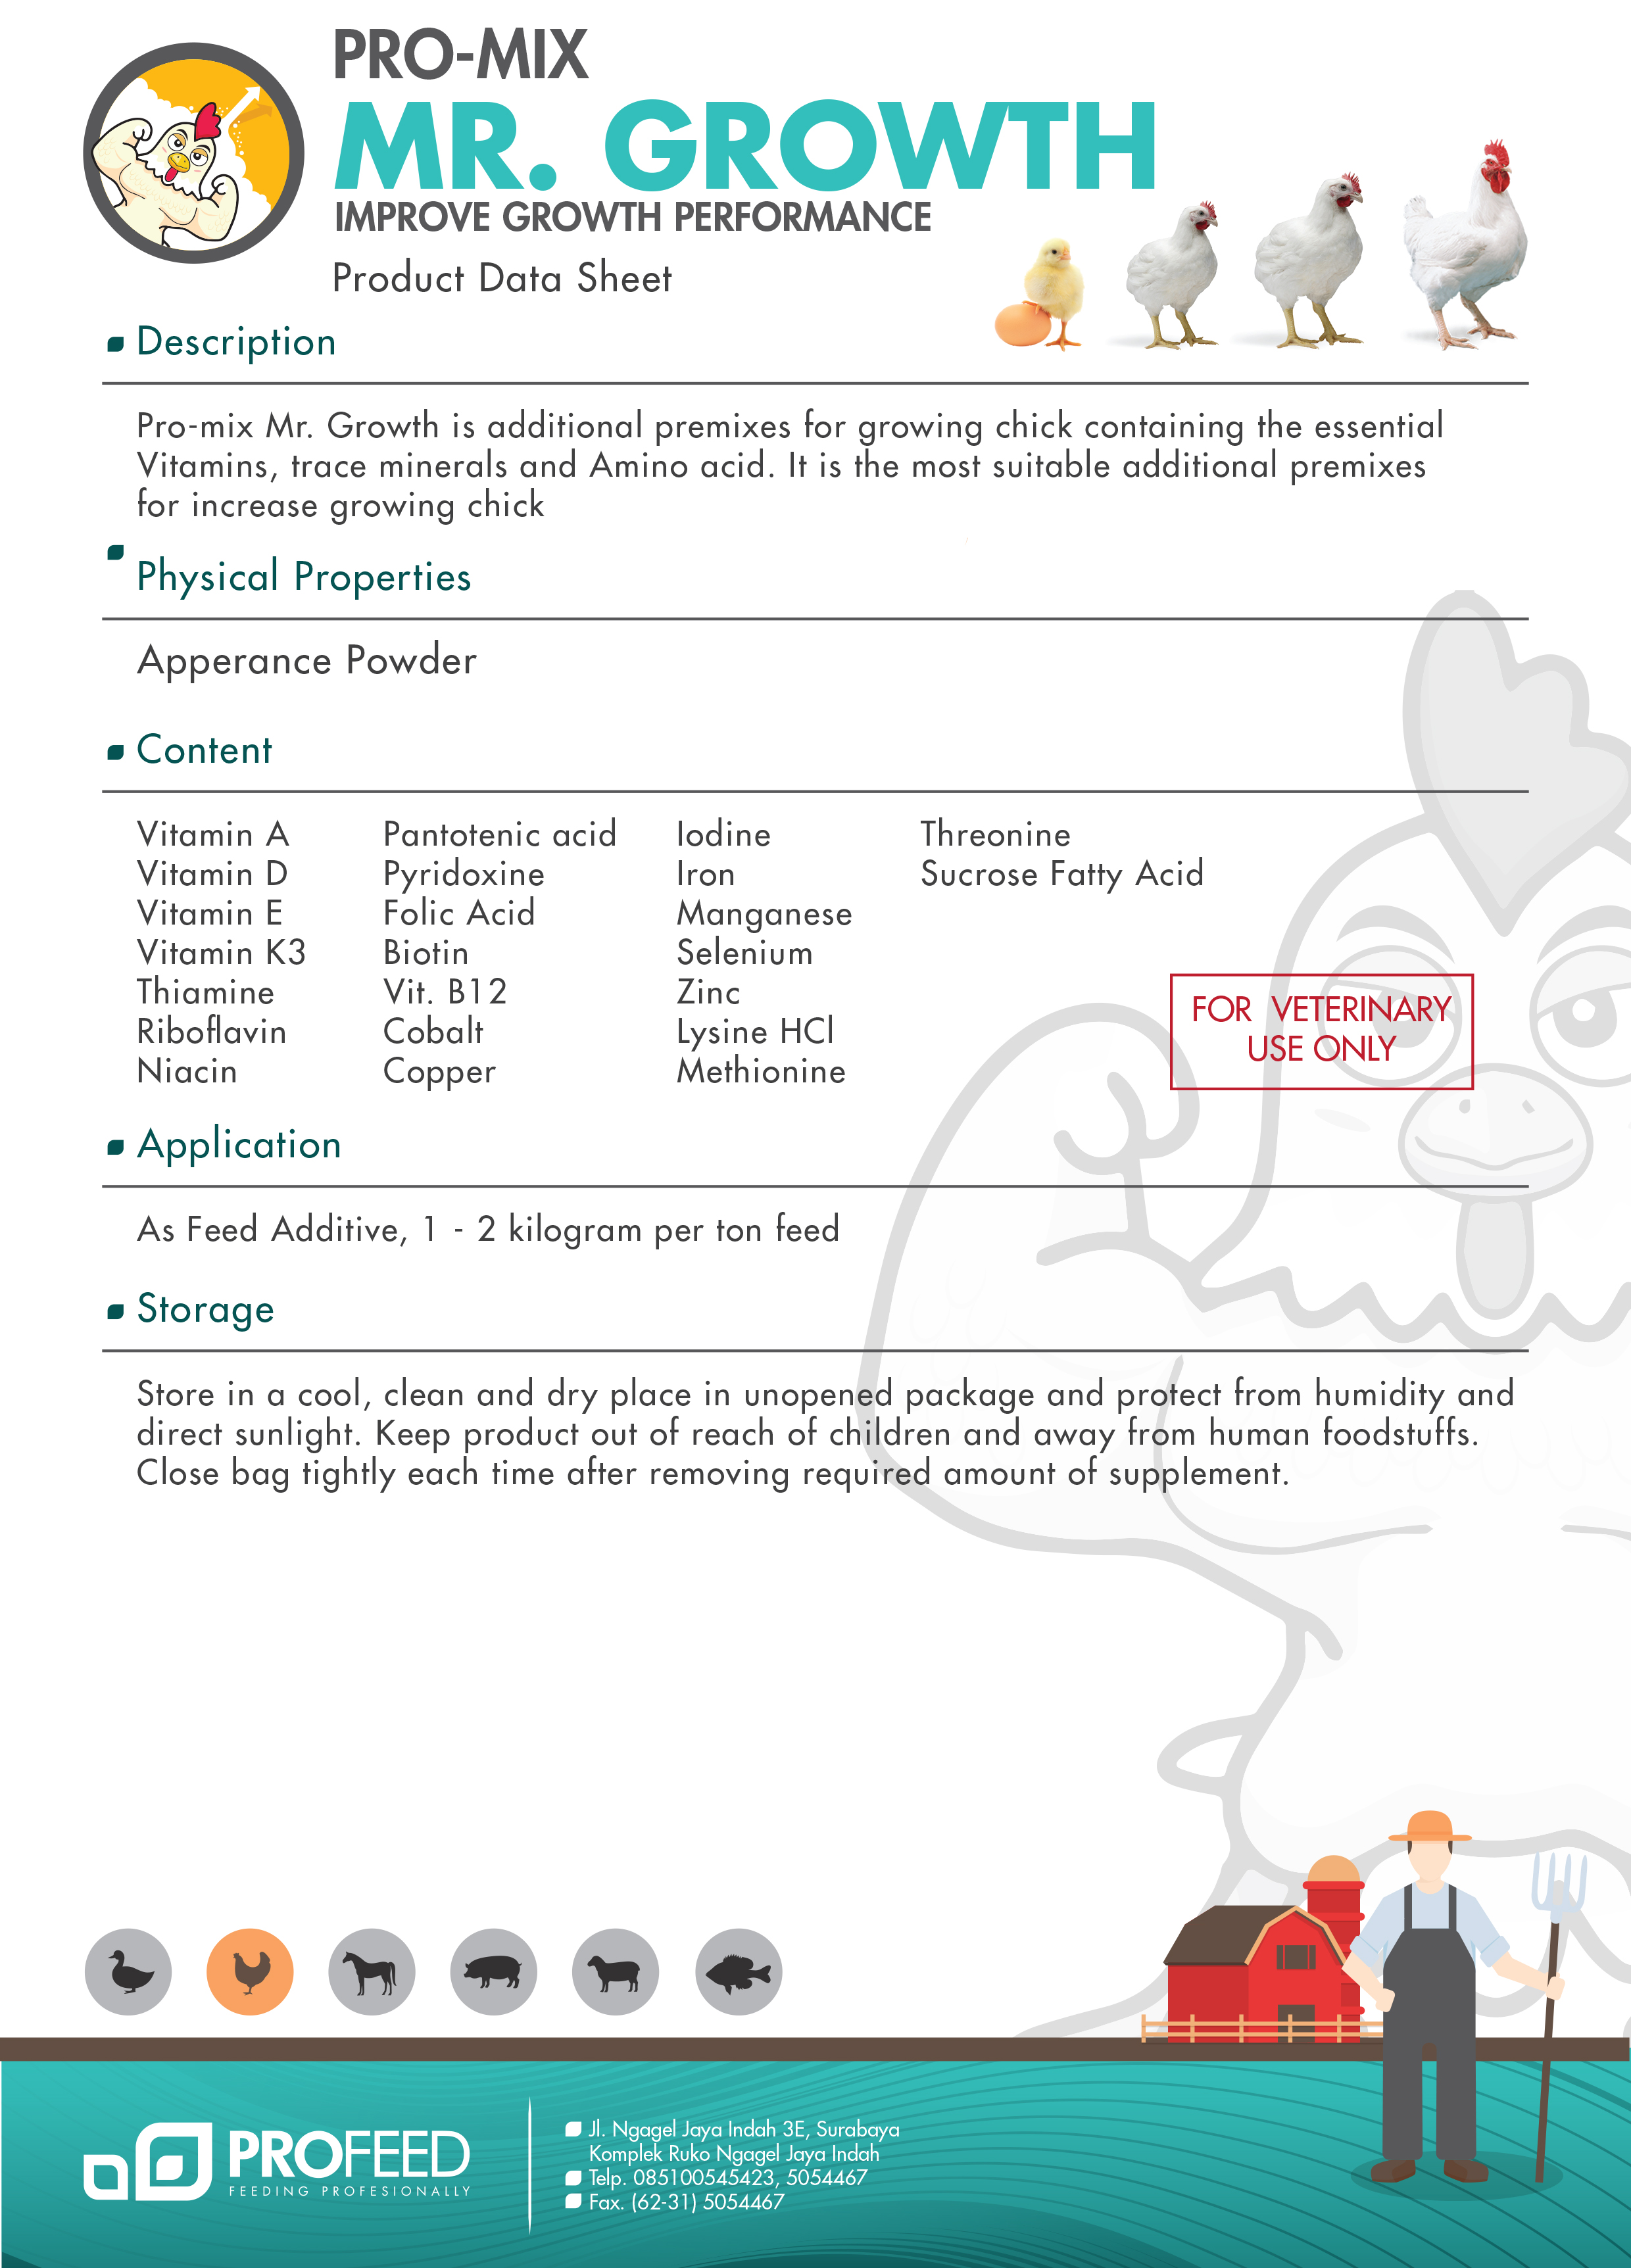 PRO-MIX
MR. GROWTH
IMPROVE GROWTH PERFORMANCE
Product Data Sheet
Description
Pro-mix Mr. Growth is additional premixes for growing chick containing the essential
Vitamins, trace minerals and Amino acid. It is the most suitable additional premixes
for increase growing chick
Physical Properties
Apperance Powder
Content
Vitamin A
Vitamin D
Vitamin E
Vitamin K3
Thiamine
Riboflavin
Niacin
Pantotenic acid
Pyridoxine
Folic Acid
Biotin
Vit. B12
Cobalt
Copper
Iodine
Iron
Manganese
Selenium
Zinc
Lysine HCl
Methionine
Threonine
Sucrose Fatty Acid
FOR VETERINARY
USE ONLY
Application
As Feed Additive, 1 - 2 kilogram per ton feed
Storage
Store in a cool, clean and dry place in unopened package and protect from humidity and
direct sunlight. Keep product out of reach of children and away from human foodstuffs.
Close bag tightly each time after removing required amount of supplement.
PROFEED
FEEDING PROFESIONALLY
Jl. Ngagel Jaya Indah 3E, Surabaya
Komplek Ruko Ngagel Jaya Indah
Telp. 085100545423, 5054467
Fax. (62-31) 5054467